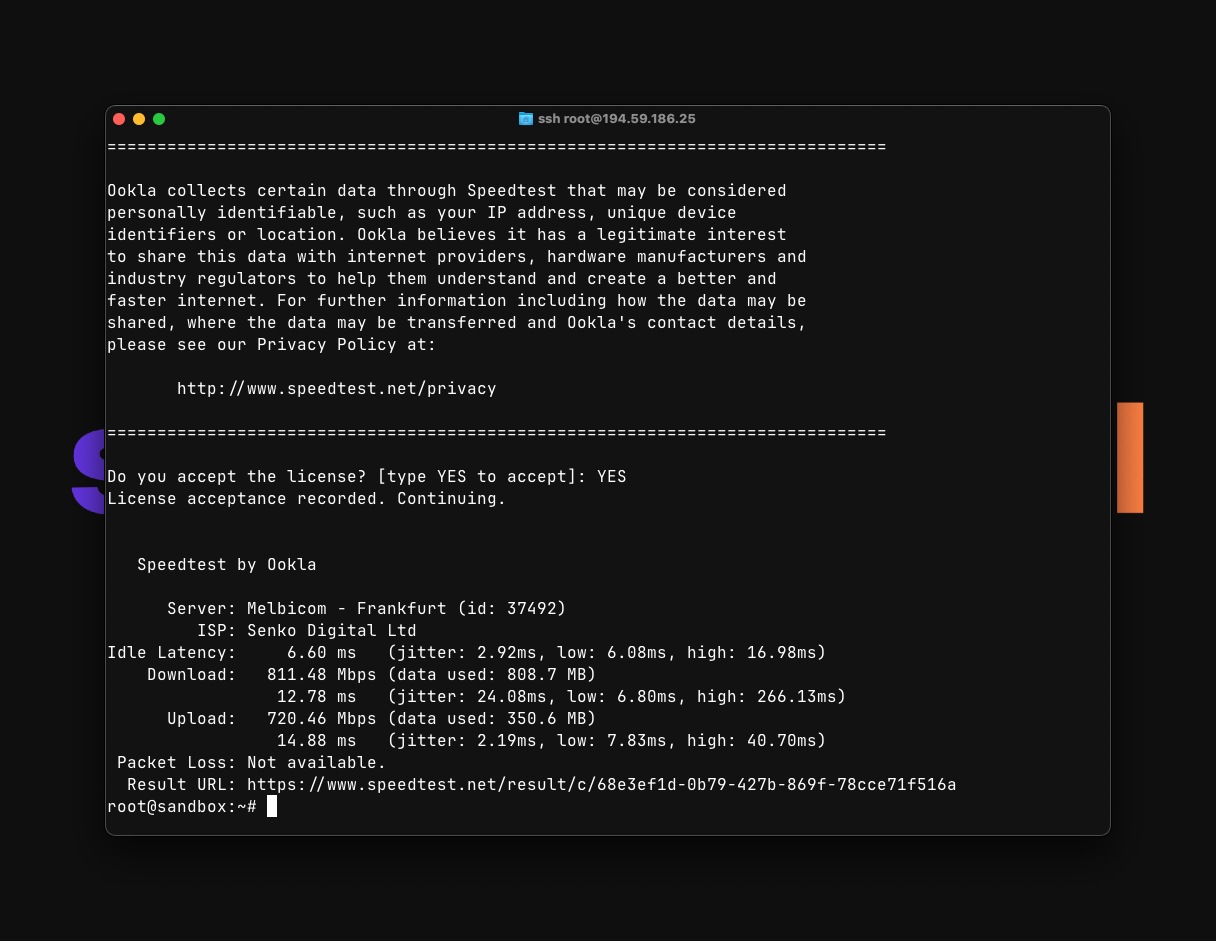 ssh root@194.59.186.25
==============================================================================
Ookla collects certain data through Speedtest that may be considered
personally identifiable, such as your IP address, unique device
identifiers or location. Ookla believes it has a legitimate interest
to share this data with internet providers, hardware manufacturers and
industry regulators to help them understand and create a better and
faster internet. For further information including how the data may be
shared, where the data may be transferred and Ookla's contact details,
please see our Privacy Policy at:
http://www.speedtest.net/privacy
==============================================================================
Do you accept the license? [type YES to accept]: YES
License acceptance recorded. Continuing.
Speedtest by Ookla
Server: Melbicom - Frankfurt (id: 37492)
ISP: Senko Digital Ltd
Idle Latency: 6.60 ms (jitter: 2.92ms, low: 6.08ms, high: 16.98ms)
Download: 811.48 Mbps (data used: 808.7 MB)
12.78 ms (jitter: 24.08ms, low: 6.80ms, high: 266.13ms)
Upload: 720.46 Mbps (data used: 350.6 MB)
14.88 ms (jitter: 2.19ms, low: 7.83ms, high: 40.70ms)
Packet Loss: Not available.
Result URL: https://www.speedtest.net/result/c/68e3ef1d-0b79-427b-869f-78cce71f516a
root@sandbox:~#